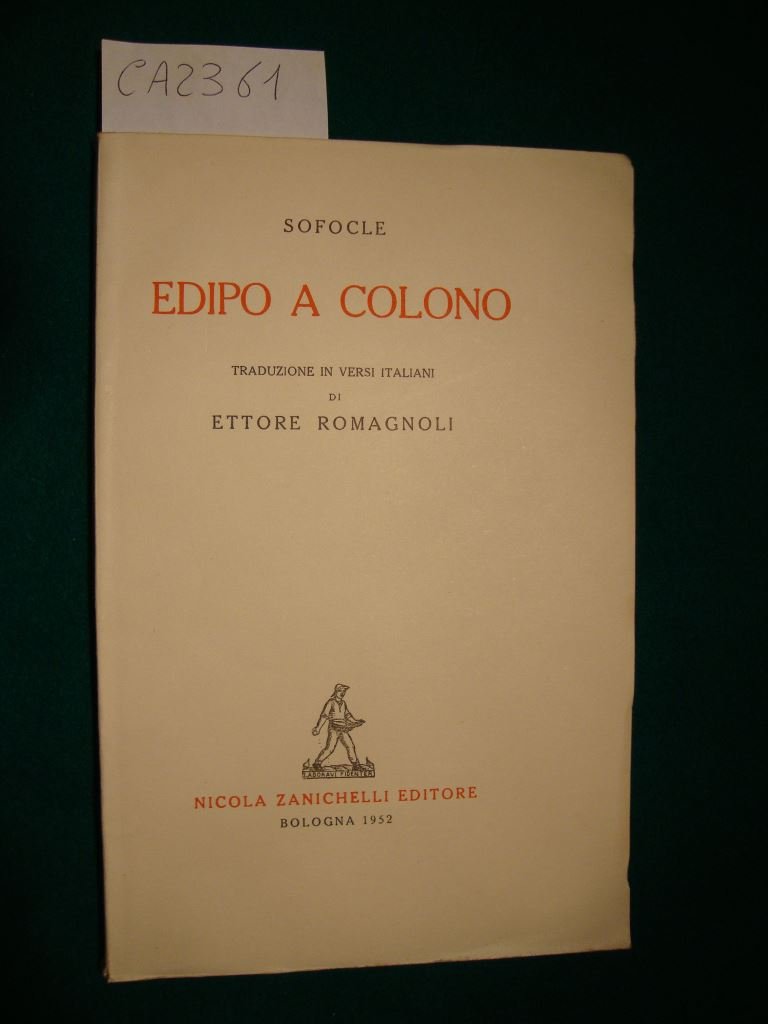 CA2361
SOFOCLE
EDIPO A COLONO
TRADUZIONE IN VERSI ITALIANI
DI
ETTORE ROMAGNOLI
LABORAVI FIDENTER
NICOLA ZANICHELLI EDITORE
BOLOGNA 1952